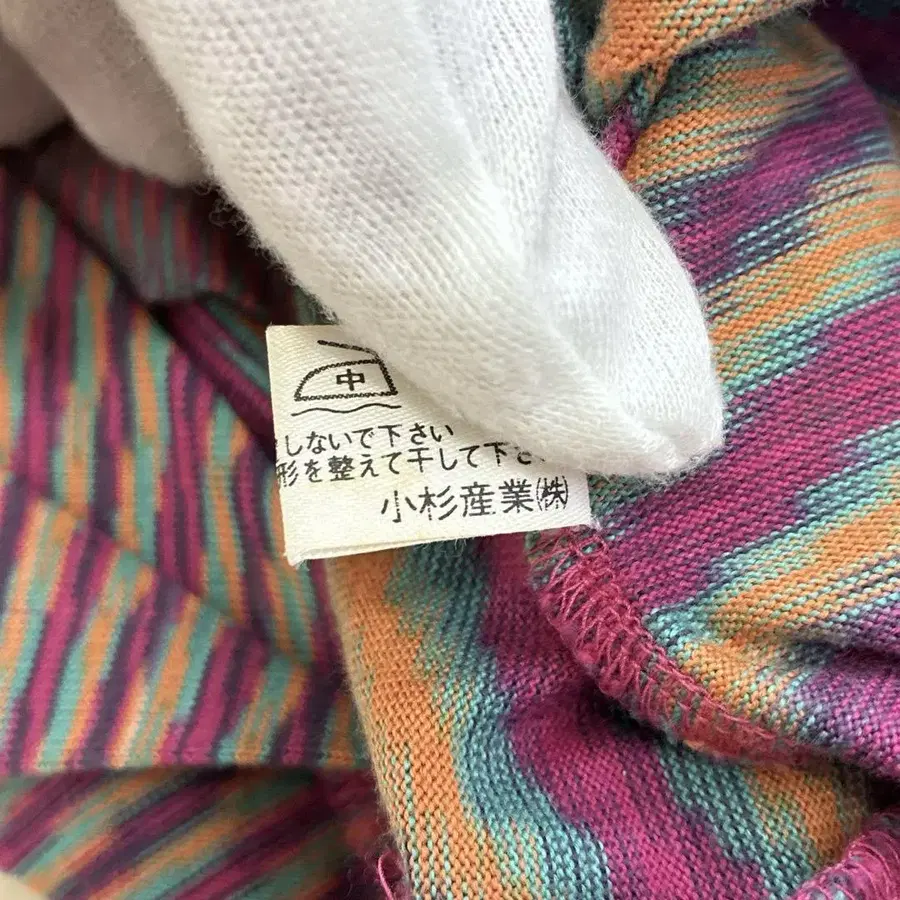 中
しないで下さい
形を整えて干して下さ
小杉産業㈱